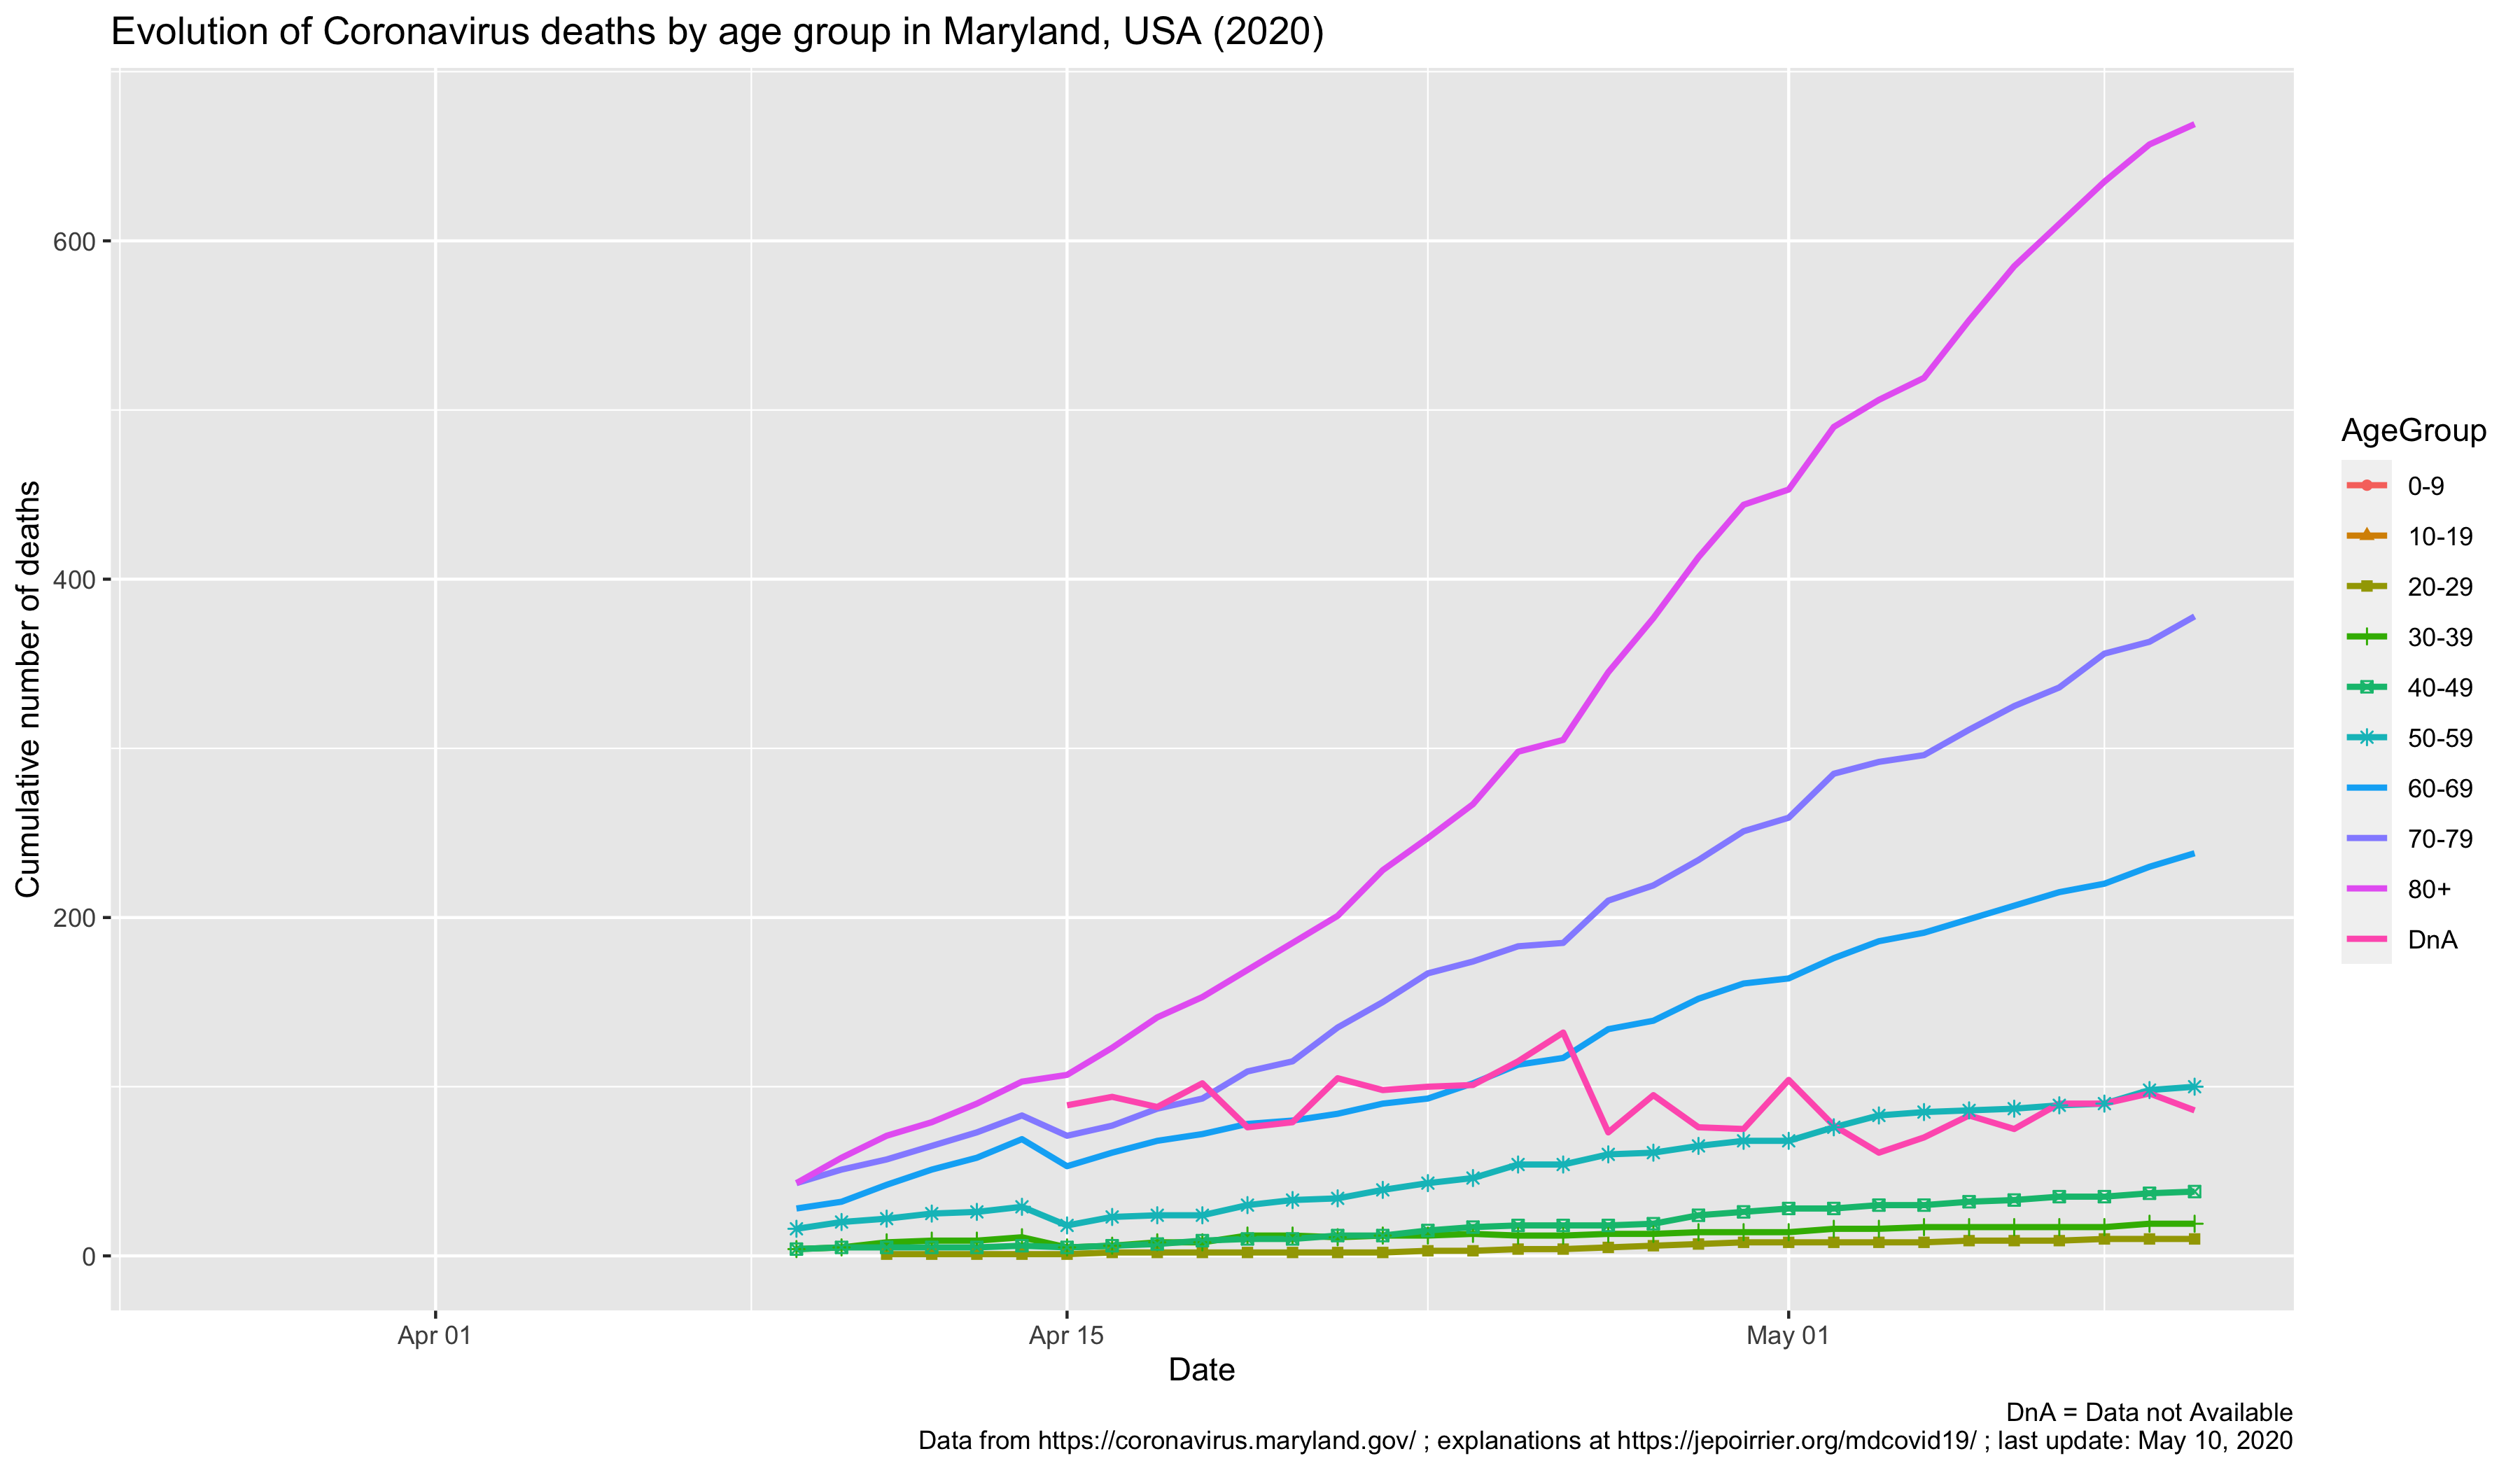 Evolution of Coronavirus deaths by age group in Maryland, USA (2020)
Cumulative number of deaths
600
400
200
0
Apr 01
Apr 15
May 01
Date
AgeGroup
0-9
10-19
20-29
30-39
40-49
50-59
60-69
70-79
80+
DnA
DnA = Data not Available
Data from https://coronavirus.maryland.gov/ ; explanations at https://jepoirrier.org/mdcovid19/ ; last update: May 10, 2020